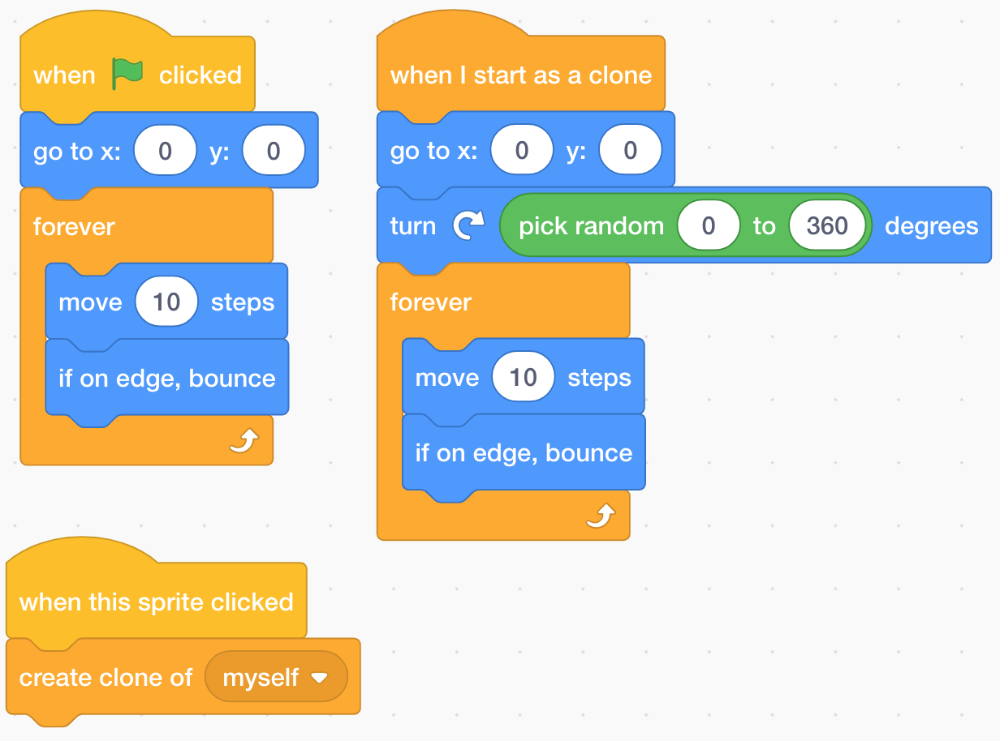 when clicked
go to x: 0 y: 0
forever
move 10 steps
if on edge, bounce
when this sprite clicked
create clone of myself
when I start as a clone
go to x: 0 y: 0
turn pick random 0 to 360 degrees
forever
move 10 steps
if on edge, bounce